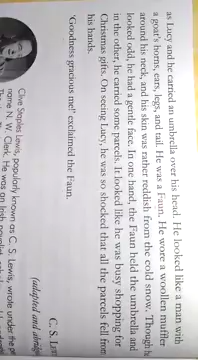 as Lucy and he carried an umbrella over his head. He looked like a man with
a goat's horns, ears, legs, and tail. He was a Faun. He wore a woollen muffler
around his neck, and his skin was rather reddish from the cold snow. Though he
looked odd, he had a gentle face. In one hand, the Faun held the umbrella and
in the other, he carried some parcels. It looked like he was busy shopping for
Christmas gifts. On seeing Lucy, he was so shocked that all the parcels fell from
his hands.
'Goodness gracious me!' exclaimed the Faun.
C. S.
(adapted and
Clive Staples Lewis, popularly known as C. S. Lewis, wrote under the
name N. W. Clerk. He was an Irish novelist,